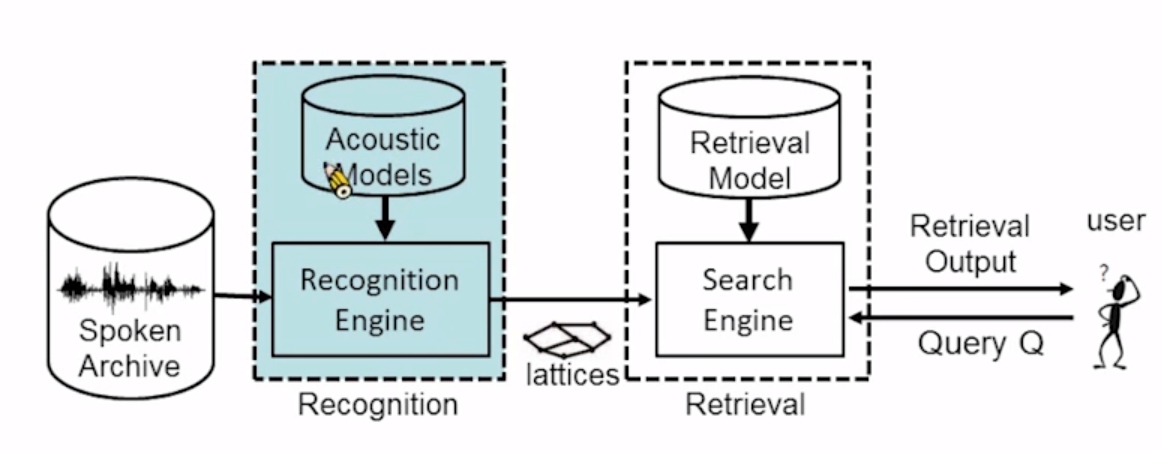 Spoken
Archive
Acoustic
Models
Recognition
Engine
Recognition
lattices
Retrieval
Model
Search
Engine
Retrieval
Retrieval
Output
Query Q
user
?